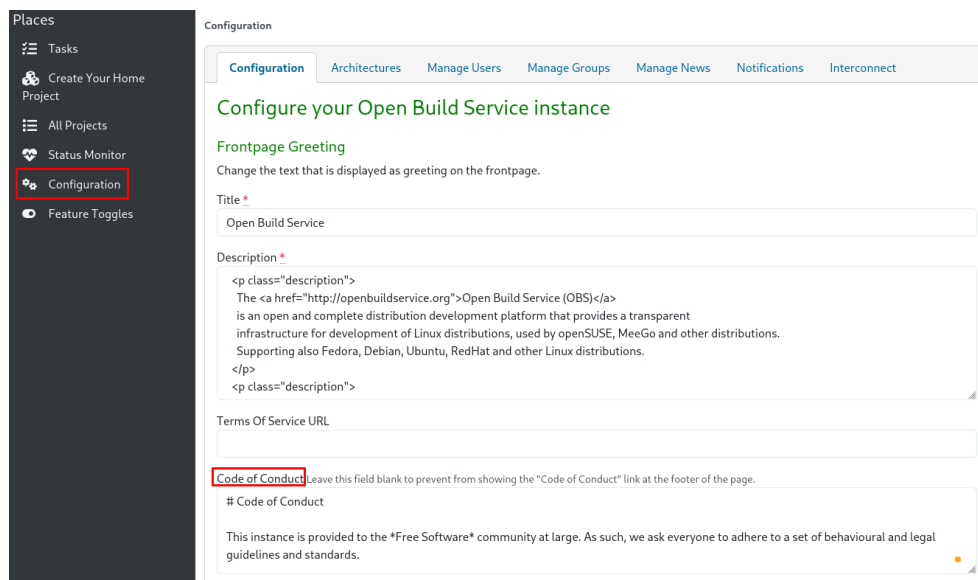 Places
Tasks
Create Your Home
Project
All Projects
Status Monitor
Configuration
Feature Toggles
Configuration
Configuration Architectures Manage Users Manage Groups Manage News Notifications Interconnect
Configure your Open Build Service instance
Frontpage Greeting
Change the text that is displayed as greeting on the frontpage.
Title *
Open Build Service
Description *
<p class="description">
The <a href="http://openbuildservice.org">Open Build Service (OBS)</a>
is an open and complete distribution development platform that provides a transparent
infrastructure for development of Linux distributions, used by openSUSE, MeeGo and other distributions.
Supporting also Fedora, Debian, Ubuntu, RedHat and other Linux distributions.
</p>
<p class="description">
Terms Of Service URL
Code of Conduct Leave this field blank to prevent from showing the "Code of Conduct" link at the footer of the page.
# Code of Conduct
This instance is provided to the *Free Software* community at large. As such, we ask everyone to adhere to a set of behavioural and legal
guidelines and standards.